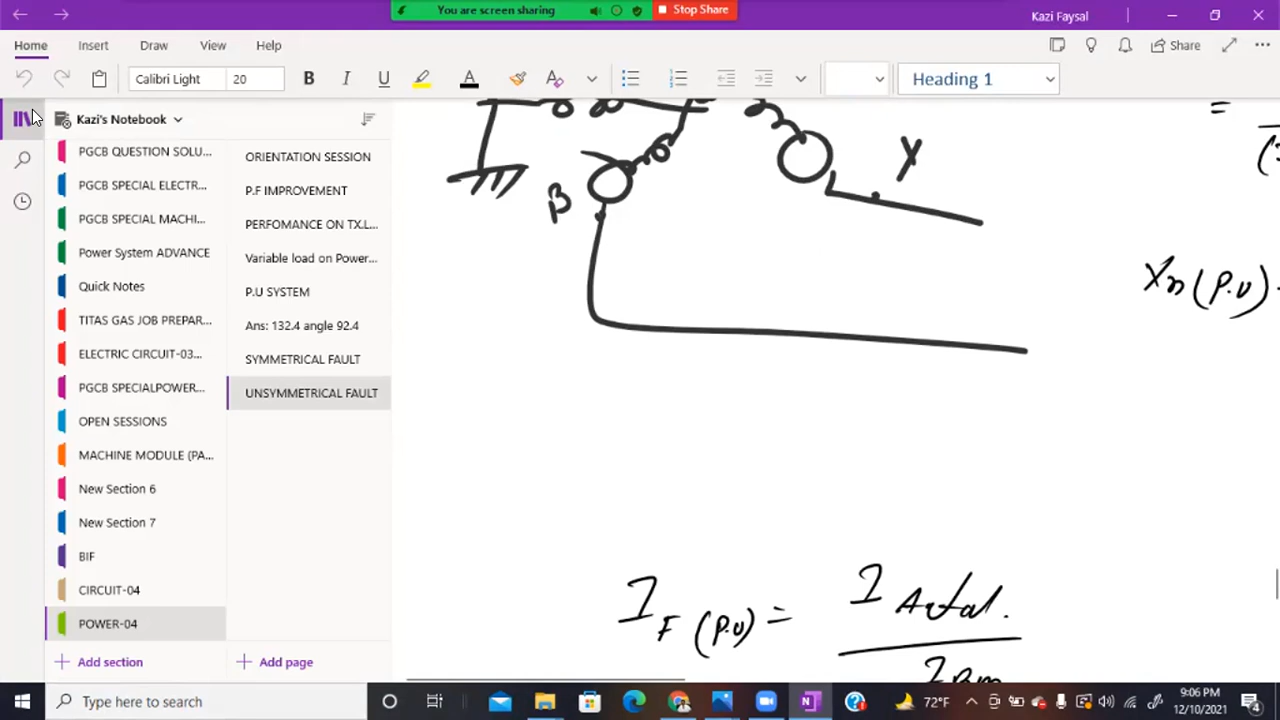 You are screen sharing
Stop Share
Kazi Faysal
Home Insert Draw View Help
Share
Calibri Light 20 B I U A A Heading 1
Kazi's Notebook
PGCB QUESTION SOLU...
PGCB SPECIAL ELECTR...
PGCB SPECIAL MACHI...
Power System ADVANCE
Quick Notes
TITAS GAS JOB PREPAR...
ELECTRIC CIRCUIT-03...
PGCB SPECIALPOWER...
OPEN SESSIONS
MACHINE MODULE (PA...
New Section 6
New Section 7
BIF
CIRCUIT-04
POWER-04
Add section
ORIENTATION SESSION
P.F IMPROVEMENT
PERFOMANCE ON TX.L...
Variable load on Power...
P.U SYSTEM
Ans: 132.4 angle 92.4
SYMMETRICAL FAULT
UNSYMMETRICAL FAULT
Add page
B
Y
=
Xn (P.U) =
I F (P.U) = I Actal.
Type here to search
72°F
9:06 PM
12/10/2021
4